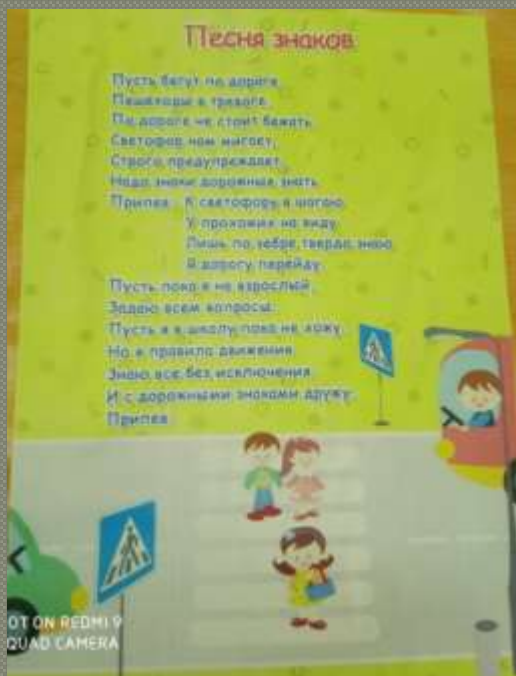 Песня знаков
Пусть бегут по дороге
Пешеходы в тревоге.
По дороге не стоит бежать.
Светофор нам мигает,
Строго предупреждает,
Надо знаки дорожные знать.
Припев: К светофору я шагаю,
У прохожих на виду.
Лишь по зебре, твердо знаю,
Я дорогу перейду.
Пусть пока я не взрослый,
Задаю всем вопросы.
Пусть я в школу пока не хожу.
Но я правила движения
Знаю все без исключения
И с дорожными знаками дружу.
Припев.
OT ON REDMI 9
QUAD CAMERA